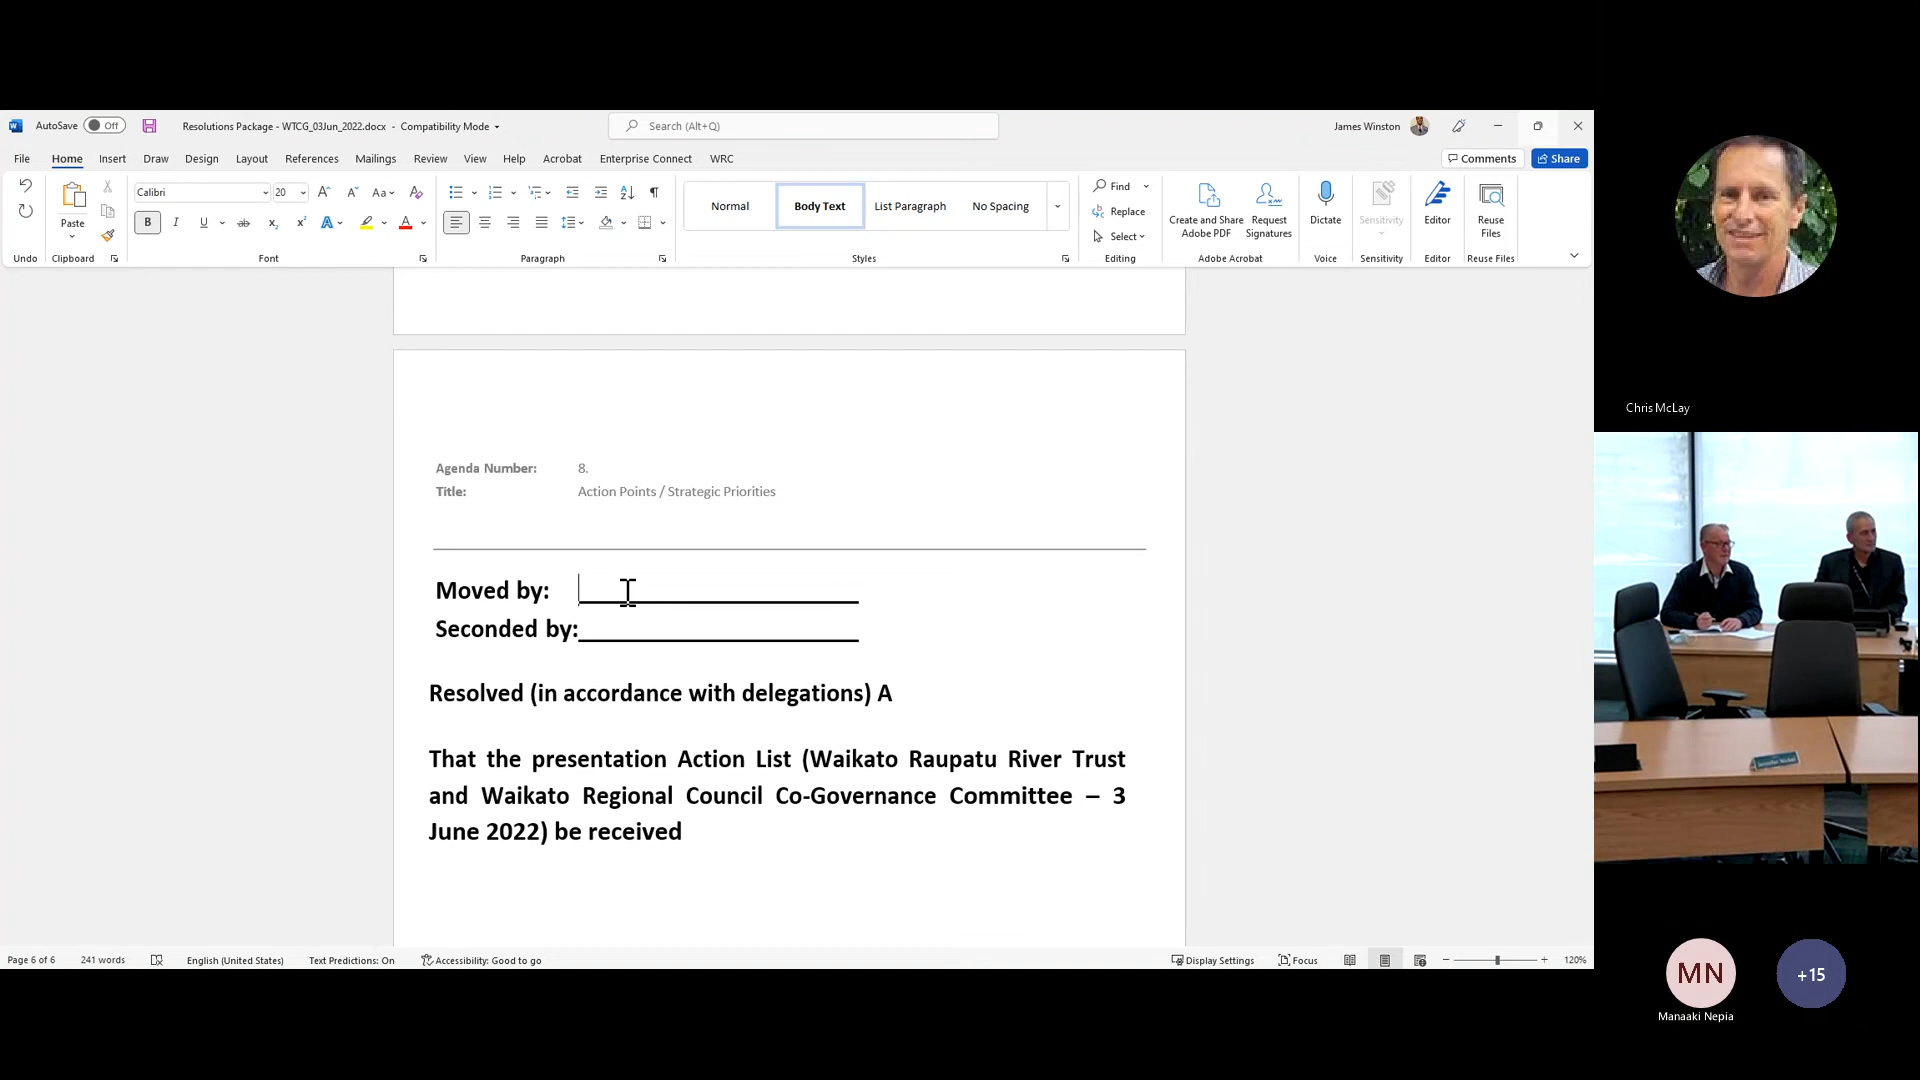 AutoSave Off Resolutions Package - WTCG_03Jun_2022.docx - Compatibility Mode Search (Alt+Q) James Winston
File Home Insert Draw Design Layout References Mailings Review View Help Acrobat Enterprise Connect WRC Comments Share
Calibri 20
Normal Body Text List Paragraph No Spacing
Paste
Find
Replace
Select
Create and Share Adobe PDF
Request Signatures
Dictate
Sensitivity
Editor
Reuse Files
Undo Clipboard Font Paragraph Styles Editing Adobe Acrobat Voice Sensitivity Editor Reuse Files
Agenda Number: 8.
Title: Action Points / Strategic Priorities
Moved by:
Seconded by:
Resolved (in accordance with delegations) A
That the presentation Action List (Waikato Raupatu River Trust
and Waikato Regional Council Co-Governance Committee – 3
June 2022) be received
Page 6 of 6 241 words English (United States) Text Predictions: On Accessibility: Good to go Display Settings Focus 120%
Chris McLay
MN
Manaaki Nepia
+15